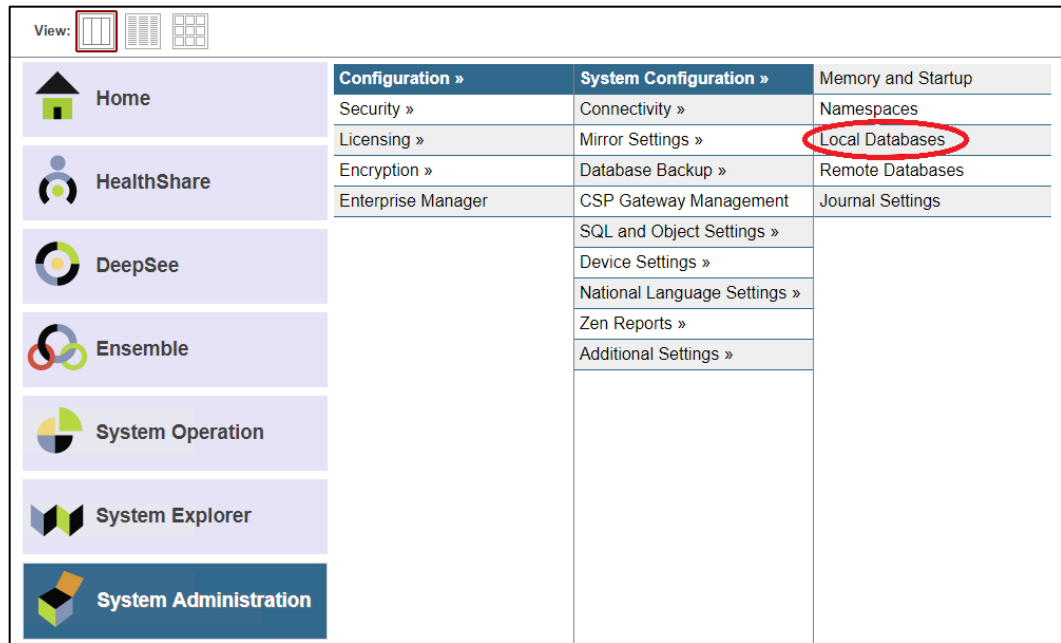 View:
Home
HealthShare
DeepSee
Ensemble
System Operation
System Explorer
System Administration
Configuration »
Security »
Licensing »
Encryption »
Enterprise Manager
System Configuration »
Connectivity »
Mirror Settings »
Database Backup »
CSP Gateway Management
SQL and Object Settings »
Device Settings »
National Language Settings »
Zen Reports »
Additional Settings »
Memory and Startup
Namespaces
Local Databases
Remote Databases
Journal Settings